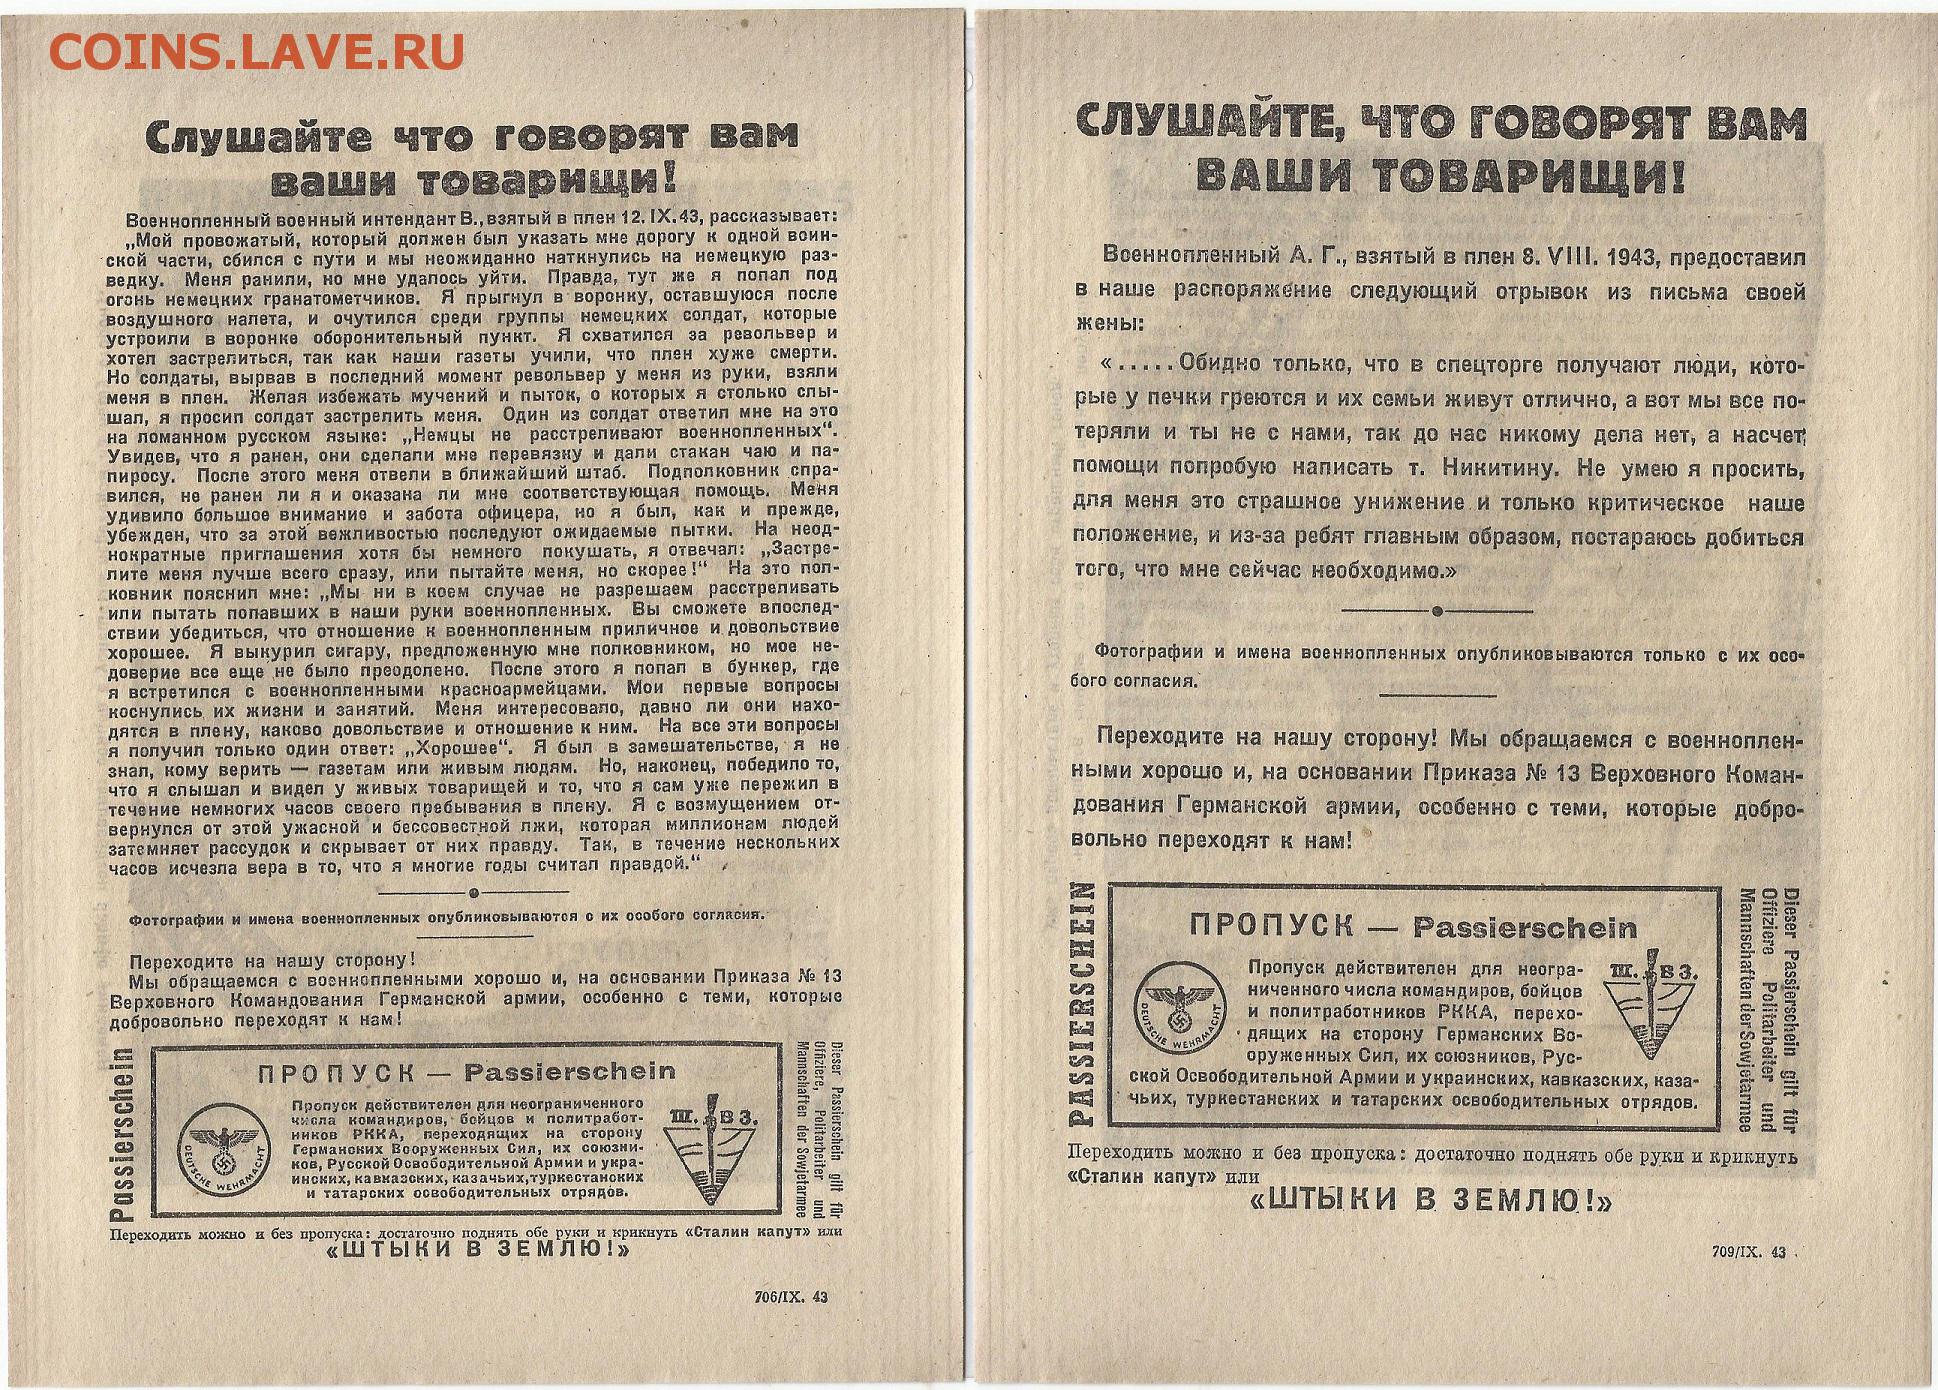 COINS.LAVE.RU
Слушайте что говорят вам
ваши товарищи!
Военнопленный военный интендант В., взятый в плен 12. IX. 43, рассказывает:
„Мой провожатый, который должен был указать мне дорогу к одной воин-
ской части, сбился с пути и мы неожиданно наткнулись на немецкую раз-
ведку. Меня ранили, но мне удалось уйти. Правда, тут же я попал под
огонь немецких гранатометчиков. Я прыгнул в воронку, оставшуюся после
воздушного налета, и очутился среди группы немецких солдат, которые
устроили в воронке оборонительный пункт. Я схватился за револьвер и
хотел застрелиться, так как наши газеты учили, что плен хуже смерти.
Но солдаты, вырвав в последний момент револьвер у меня из руки, взяли
меня в плен. Желая избежать мучений и пыток, о которых я столько слы-
шал, я просил солдат застрелить меня. Один из солдат ответил мне на это
на ломанном русском языке: „Немцы не расстреливают военнопленных“.
Увидев, что я ранен, они сделали мне перевязку и дали стакан чаю и па-
пиросу. После этого меня отвели в ближайший штаб. Подполковник спра-
вился, не ранен ли я и оказана ли мне соответствующая помощь. Меня
удивило большое внимание и забота офицера, но я был, как и прежде,
убежден, что за этой вежливостью последуют ожидаемые пытки. На неод-
нократные приглашения хотя бы немного покушать, я отвечал: „Застре-
лите меня лучше всего сразу, или пытайте меня, но скорее!“ На это пол-
ковник пояснил мне: „Мы ни в коем случае не разрешаем расстреливать
или пытать попавших в наши руки военнопленных. Вы сможете впослед-
ствии убедиться, что отношение к военнопленным приличное и довольствие
хорошее. Я выкурил сигару, предложенную мне полковником, но мое не-
доверие все еще не было преодолено. После этого я попал в бункер, где
я встретился с военнопленными красноармейцами. Мои первые вопросы
коснулись их жизни и занятий. Меня интересовало, давно ли они нахо-
дятся в плену, каково довольствие и отношение к ним. На все эти вопросы
я получил только один ответ: „Хорошее“. Я был в замешательстве, я не
знал, кому верить — газетам или живым людям. Но, наконец, победило то,
что я слышал и видел у живых товарищей и то, что я сам уже пережил в
течение немногих часов своего пребывания в плену. Я с возмущением от-
вернулся от этой ужасной и бессовестной лжи, которая миллионам людей
затемняет рассудок и скрывает от них правду. Так, в течение нескольких
часов исчезла вера в то, что я многие годы считал правдой.“
Фотографии и имена военнопленных опубликовываются с их особого согласия.
Переходите на нашу сторону!
Мы обращаемся с военнопленными хорошо и, на основании Приказа № 13
Верховного Командования Германской армии, особенно с теми, которые
добровольно переходят к нам!
Passierschein
ПРОПУСК — Passierschein
DEUTSCHE WEHRMACHT
Пропуск действителен для неограниченного
числа командиров, бойцов и политработ-
ников РККА, переходящих на сторону
Германских Вооруженных Сил, их союзни-
ков, Русской Освободительной Армии и укра-
инских, кавказских, казачьих, туркестанских
и татарских освободительных отрядов.
Ш. В З.
Dieser Passierschein gilt für
Offiziere, Politarbeiter und
Mannschaften der Sowjetarmee
Переходить можно и без пропуска: достаточно поднять обе руки и крикнуть «Сталин капут» или
«ШТЫКИ В ЗЕМЛЮ!»
706/IX. 43
СЛУШАЙТЕ, ЧТО ГОВОРЯТ ВАМ
ВАШИ ТОВАРИЩИ!
Военнопленный А. Г., взятый в плен 8. VIII. 1943, предоставил
в наше распоряжение следующий отрывок из письма своей
жены:
«.....Обидно только, что в спецторге получают люди, кото-
рые у печки греются и их семьи живут отлично, а вот мы все по-
теряли и ты не с нами, так до нас никому дела нет, а насчет
помощи попробую написать т. Никитину. Не умею я просить,
для меня это страшное унижение и только критическое наше
положение, и из-за ребят главным образом, постараюсь добиться
того, что мне сейчас необходимо.»
Фотографии и имена военнопленных опубликовываются только с их осо-
бого согласия.
Переходите на нашу сторону! Мы обращаемся с военноплен-
ными хорошо и, на основании Приказа № 13 Верховного Коман-
дования Германской армии, особенно с теми, которые добро-
вольно переходят к нам!
PASSIERSCHEIN
ПРОПУСК — Passierschein
DEUTSCHE WEHRMACHT
Пропуск действителен для неогра-
ниченного числа командиров, бойцов
и политработников РККА, перехо-
дящих на сторону Германских Во-
оруженных Сил, их союзников, Рус-
ской Освободительной Армии и украинских, кавказских, каза-
чьих, туркестанских и татарских освободительных отрядов.
Ш. В З.
Dieser Passierschein gilt für
Offiziere Politarbeiter und
Mannschaften der Sowjetarmee
Переходить можно и без пропуска: достаточно поднять обе руки и крикнуть
«Сталин капут» или
«ШТЫКИ В ЗЕМЛЮ!»
709/IX. 43